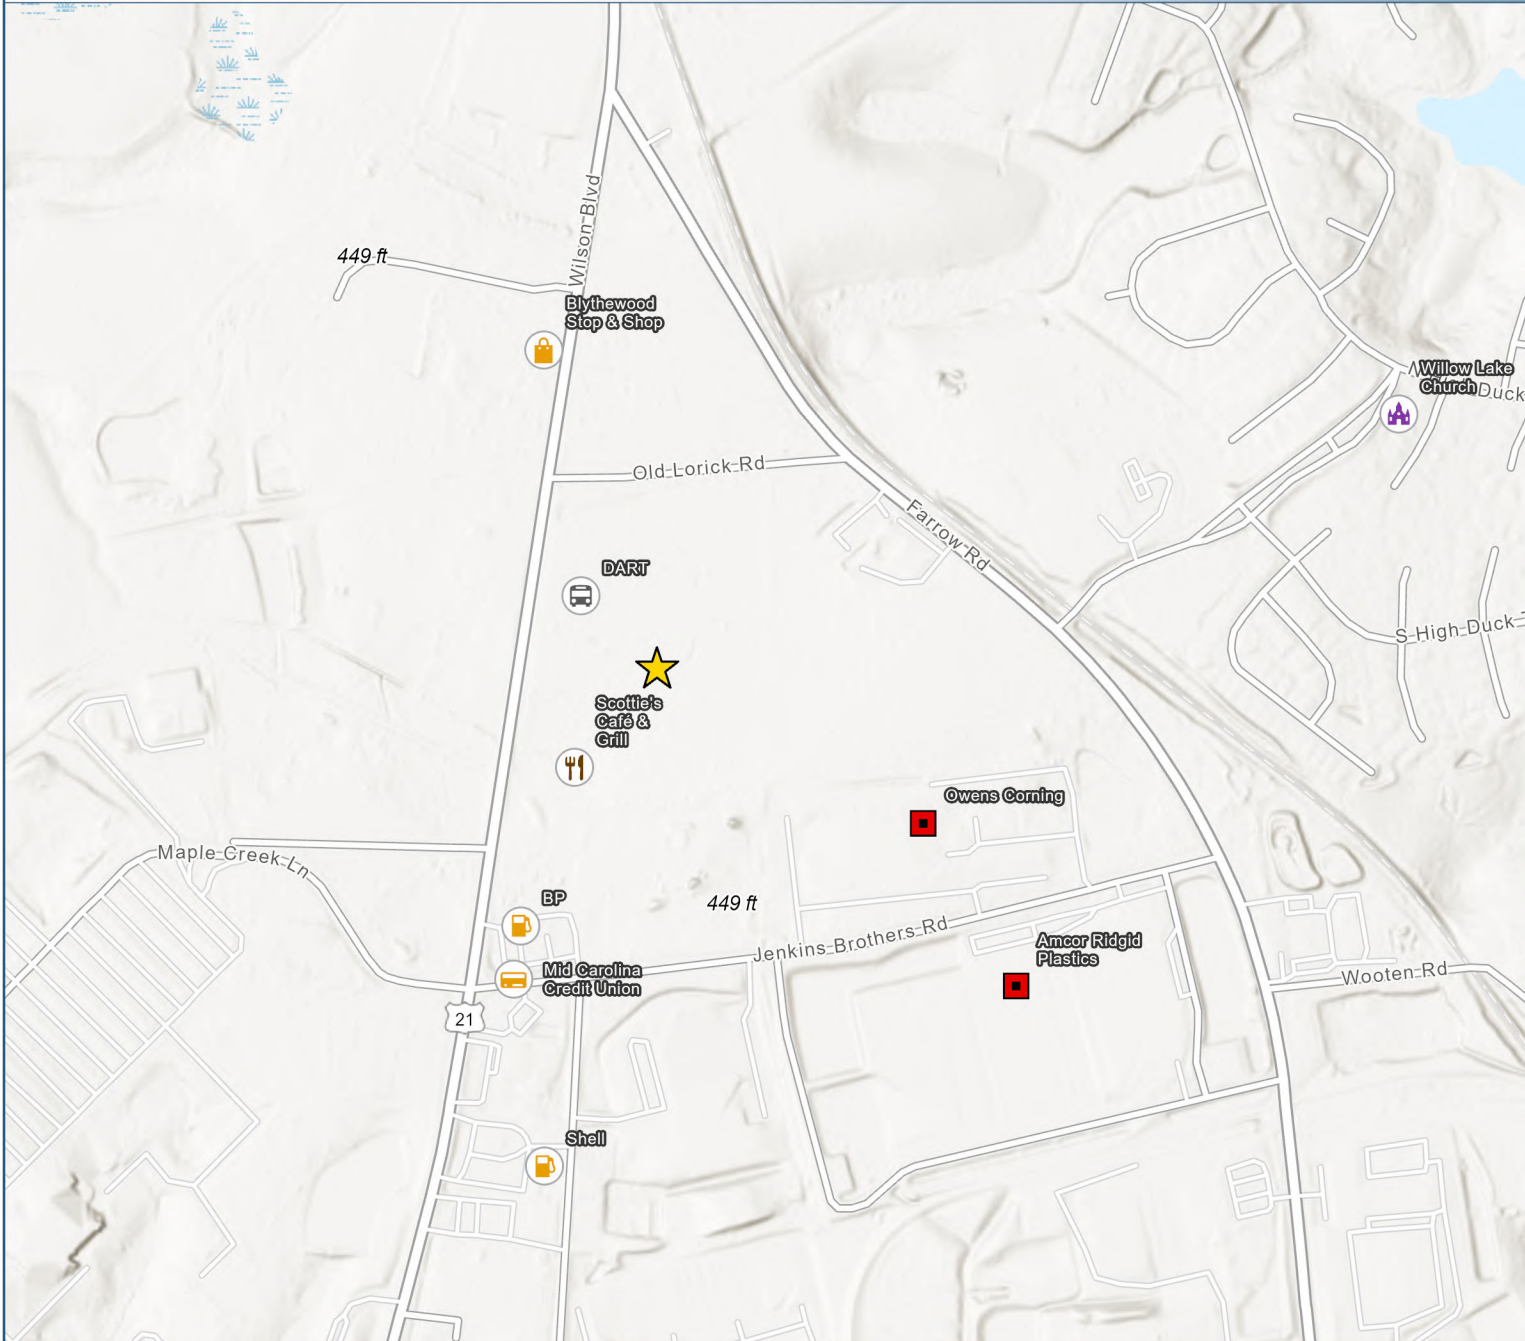 Wilson Blvd
449 ft
Blythewood
Stop & Shop
Willow Lake
Church
Duck
Old Lorick Rd
Farrow Rd
DART
S High Duck
Scottie's
Café &
Grill
Owens Corning
Maple Creek Ln
BP
449 ft
Jenkins Brothers Rd
Amcor Ridgid
Plastics
Mid Carolina
Credit Union
Wooten Rd
21
Shell